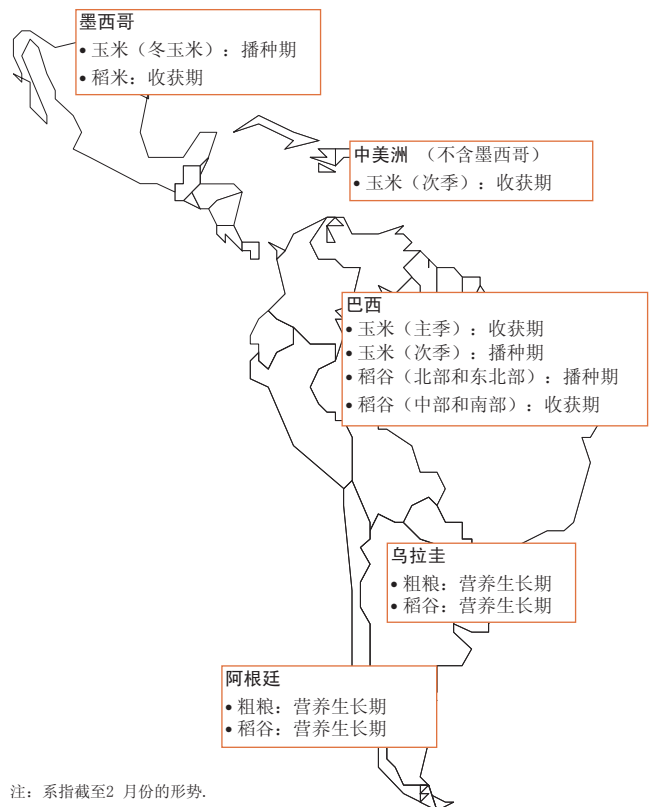 墨西哥
• 玉米（冬玉米）：播种期
• 稻米：收获期
中美洲 （不含墨西哥）
• 玉米（次季）：收获期
巴西
• 玉米（主季）：收获期
• 玉米（次季）：播种期
• 稻谷（北部和东北部）：播种期
• 稻谷（中部和南部）：收获期
乌拉圭
• 粗粮：营养生长期
• 稻谷：营养生长期
阿根廷
• 粗粮：营养生长期
• 稻谷：营养生长期
注：系指截至2 月份的形势.